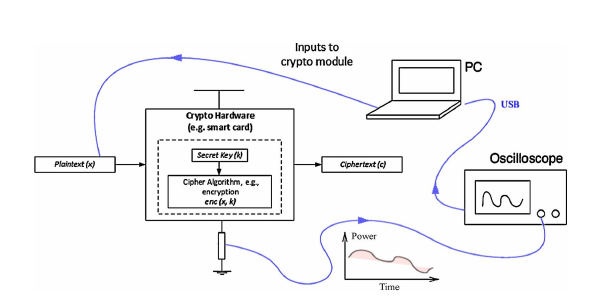 Inputs to
crypto module
PC
USB
Crypto Hardware
(e.g. smart card)
Secret Key (k)
Plaintext (x)
Ciphertext (c)
Cipher Algorithm, e.g.,
encryption
enc (x, k)
Oscilloscope
Power
Time